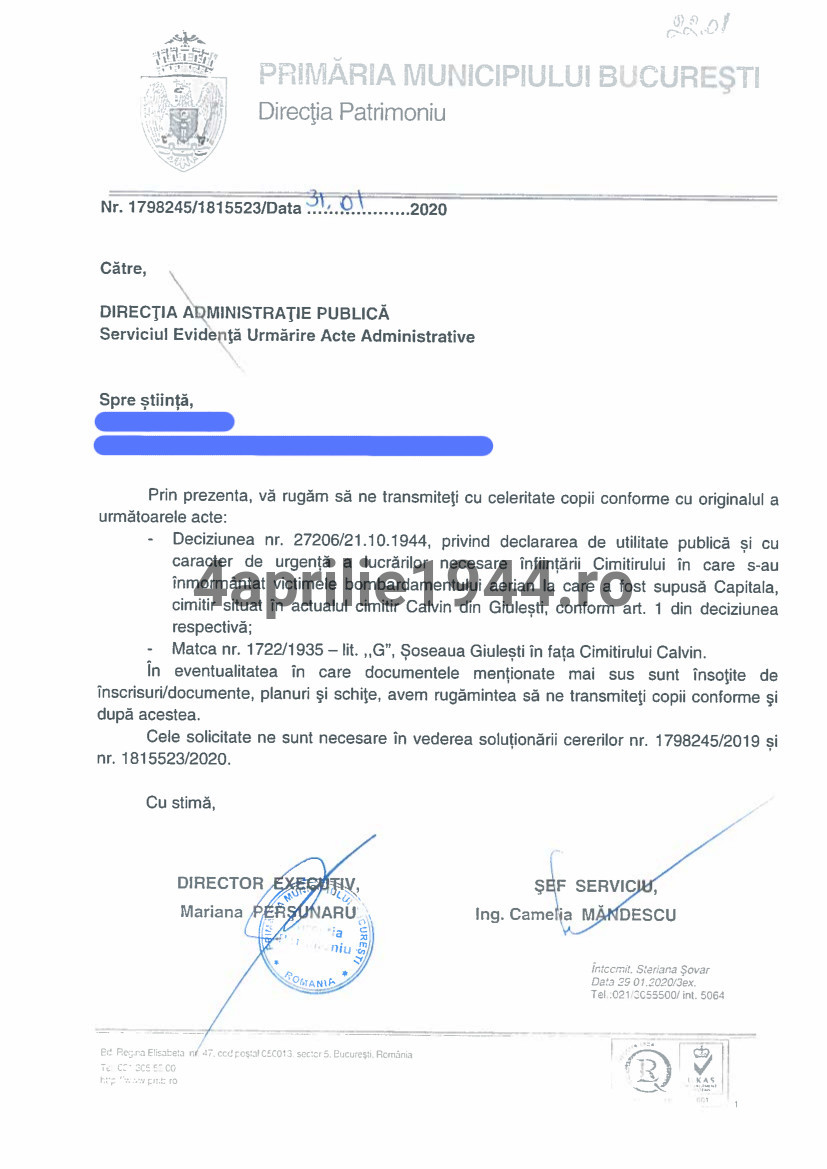 22.01
PRIMĂRIA MUNICIPIULUI BUCUREŞTI
Direcţia Patrimoniu
Nr. 1798245/1815523/Data 31.01...................2020
Către,
DIRECŢIA ADMINISTRAŢIE PUBLICĂ
Serviciul Evidenţă Urmărire Acte Administrative
Spre știință,
Prin prezenta, vă rugăm să ne transmiteţi cu celeritate copii conforme cu originalul a
următoarele acte:
- Deciziunea nr. 27206/21.10.1944, privind declararea de utilitate publică și cu
caracter de urgență a lucrărilor necesare înființării Cimitirului în care s-au
înmormântat victimele bombardamentului aerian la care a fost supusă Capitala,
4aprilie1944.ro
cimitir situat în actualul cimitir Calvin din Giulești, conform art. 1 din deciziunea
respectivă;
- Matca nr. 1722/1935 – lit. ,,G”, Şoseaua Giulești în fața Cimitirului Calvin.
În eventualitatea în care documentele menționate mai sus sunt însoţite de
înscrisuri/documente, planuri şi schiţe, avem rugămintea să ne transmiteţi copii conforme şi
după acestea.
Cele solicitate ne sunt necesare în vederea soluționării cererilor nr. 1798245/2019 și
nr. 1815523/2020.
Cu stimă,
DIRECTOR EXECUTIV,
Mariana PERŞUNARU
ŞEF SERVICIU,
Ing. Camelia MĂNDESCU
PRIMĂRIA MUNICIPIULUI BUCUREŞTI
ROMANIA
Întocmit. Steriana Şovar
Data 29.01.2020/3ex.
Tel.:021/3055500/ int. 5064
Bd. Regina Elisabeta nr. 47, cod poştal 050013, sector 5, Bucureşti, România
Tel: 021 305 55 00
http://www.pmb.ro
R
UKAS
001
1